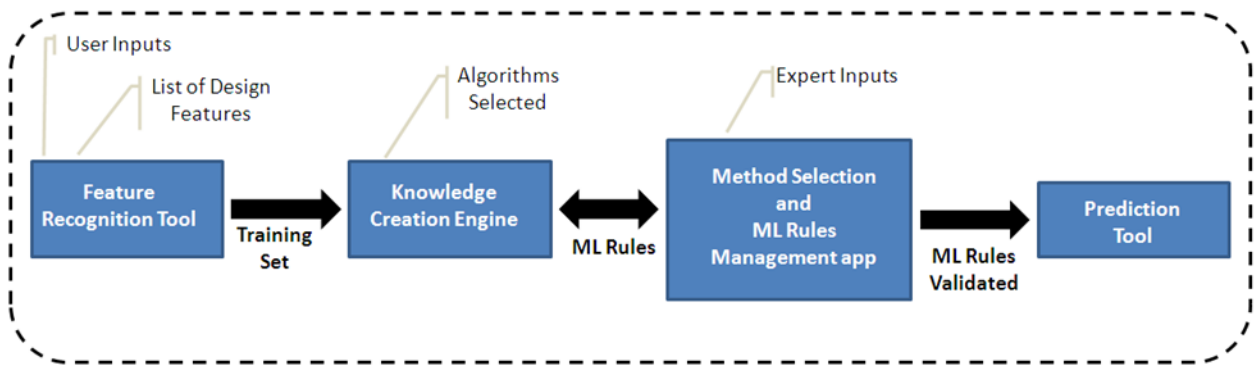 User Inputs
List of Design
Features
Algorithms
Selected
Expert Inputs
Feature
Recognition Tool
Training
Set
Knowledge
Creation Engine
ML Rules
Method Selection
and
ML Rules
Management app
ML Rules
Validated
Prediction
Tool